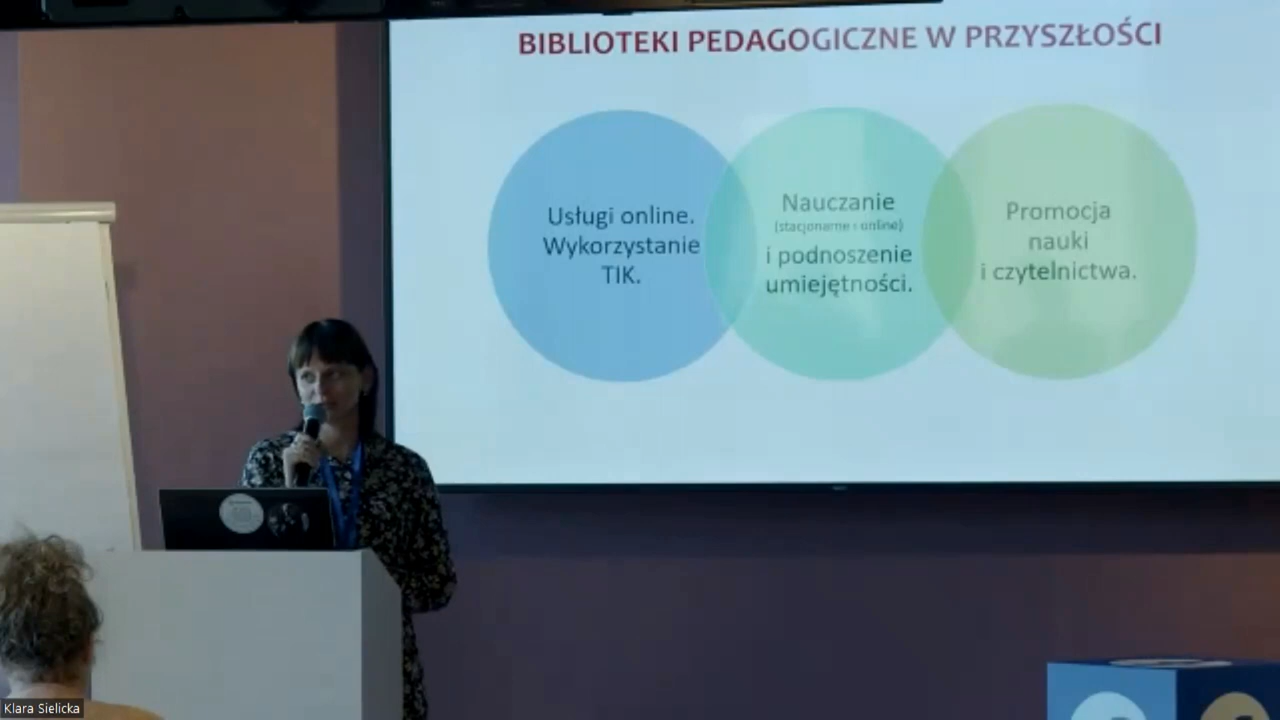 BIBLIOTEKI PEDAGOGICZNE W PRZYSZŁOŚCI
Usługi online.
Wykorzystanie
TIK.
Nauczanie
(stacjonarne i online)
i podnoszenie
umiejętności.
Promocja
nauki
i czytelnictwa.
Klara Sielicka